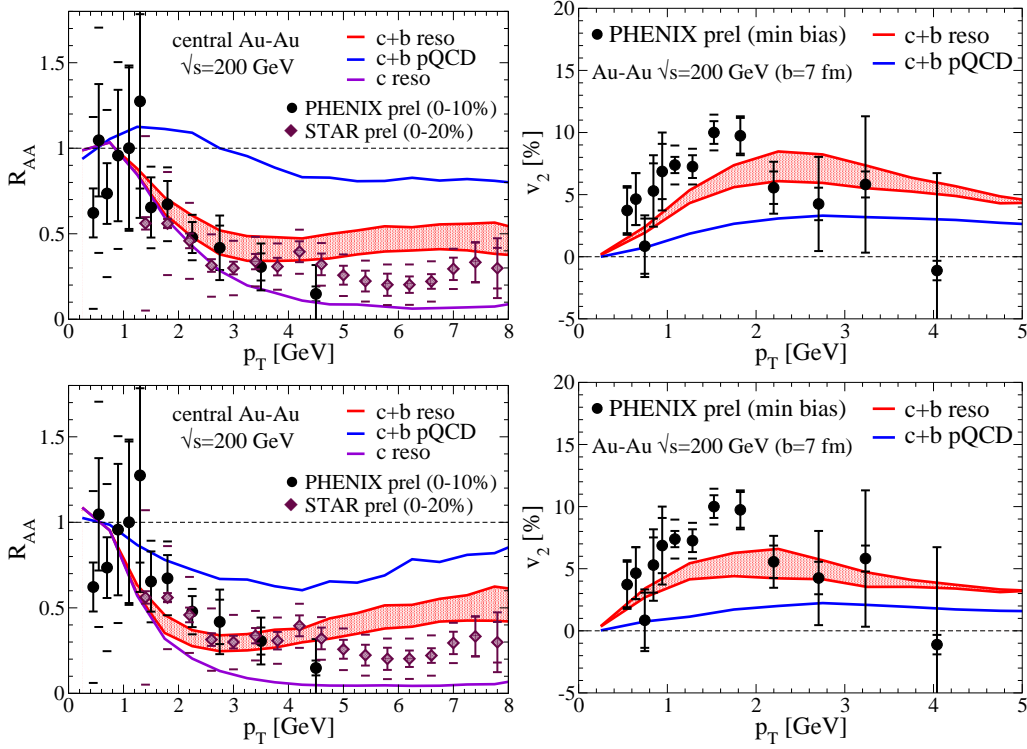 central Au-Au
√s=200 GeV
c+b reso
c+b pQCD
c reso
PHENIX prel (0-10%)
STAR prel (0-20%)
R_AA
1.5
1
0.5
0
0 1 2 3 4 5 6 7 8
p_T [GeV]
PHENIX prel (min bias)
Au-Au √s=200 GeV (b=7 fm)
c+b reso
c+b pQCD
v_2 [%]
20
15
10
5
0
-5
0 1 2 3 4 5
p_T [GeV]
central Au-Au
√s=200 GeV
c+b reso
c+b pQCD
c reso
PHENIX prel (0-10%)
STAR prel (0-20%)
R_AA
1.5
1
0.5
0
0 1 2 3 4 5 6 7 8
p_T [GeV]
PHENIX prel (min bias)
Au-Au √s=200 GeV (b=7 fm)
c+b reso
c+b pQCD
v_2 [%]
20
15
10
5
0
-5
0 1 2 3 4 5
p_T [GeV]